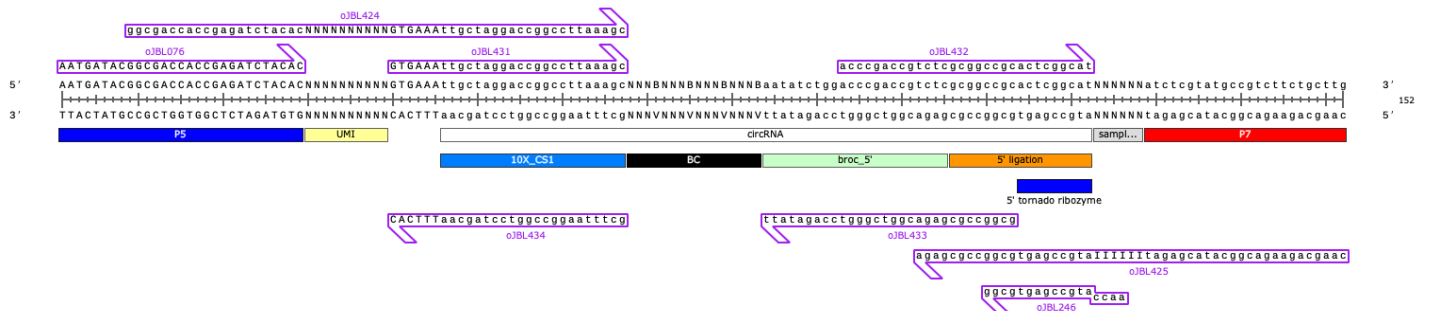 oJBL424
ggcgaccaccgagatctacacNNNNNNNNNNGTGAAAttgctaggaccggccttaaagc
oJBL076 oJBL431 oJBL432
AATGATACGGCGACCACCGAGATCTACAC GTGAAAttgctaggaccggccttaaagc acccgaccgtctcgcggccgcactcggcat
5′ AATGATACGGCGACCACCGAGATCTACACNNNNNNNNNNGTGAAAttgctaggaccggccttaaagcNNNBNNNBNNNBNNNBaatatctggacccgaccgtctcgcggccgcactcggcatNNNNNNatctcgtatgccgtcttctgcttg 3′
152
3′ TTACTATGCCGCTGGTGGCTCTAGATGTGNNNNNNNNNNCACTTTaacgatcctggccggaatttcgNNNVNNNVNNNVNNNVttatagacctgggctggcagagcgccggcgtgagccgtaNNNNNNtagagcatacggcagaagacgaac 5′
P5 UMI circRNA sampl... P7
10X_CS1 BC broc_5' 5' ligation
5' tornado ribozyme
CACTTTaacgatcctggccggaatttcg ttatagacctgggctggcagagcgccggcg
oJBL434 oJBL433
agagcgccggcgtgagccgtaIIIIIItagagcatacggcagaagacgaac
oJBL425
ggcgtgagccgtaccaa
oJBL246